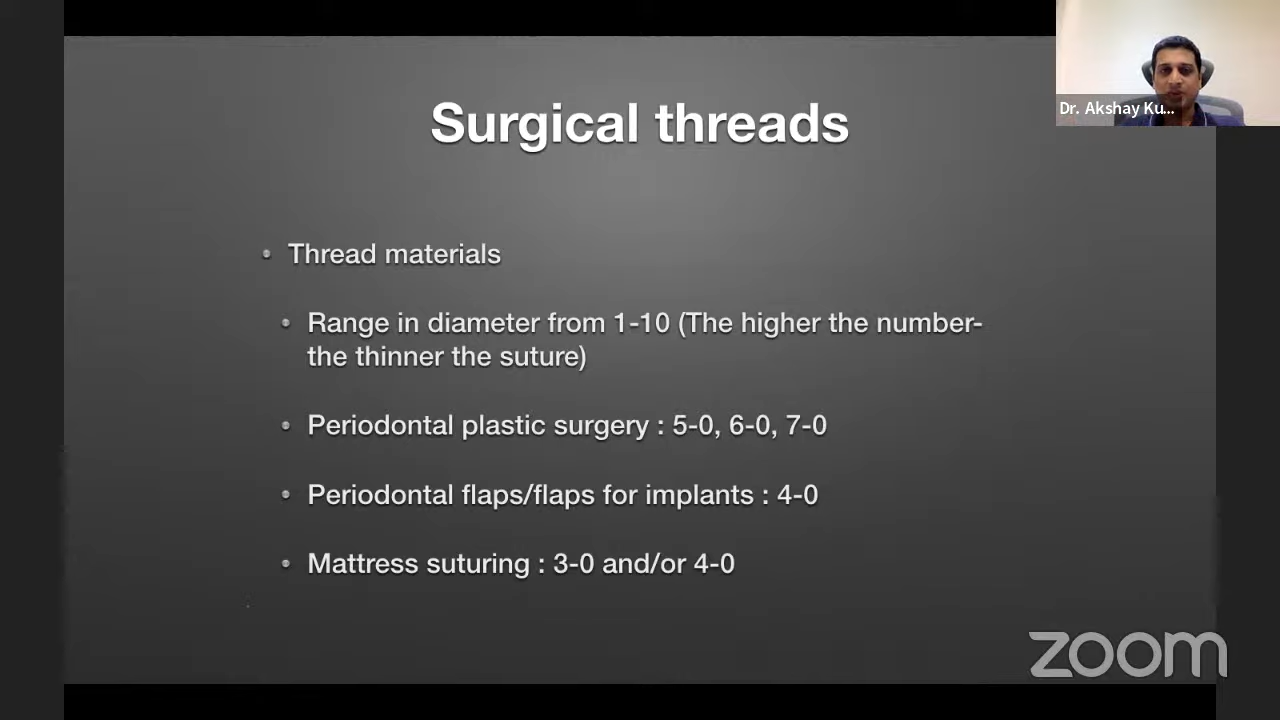 Surgical threads
Dr. Akshay Ku...
• Thread materials
• Range in diameter from 1-10 (The higher the number-
the thinner the suture)
• Periodontal plastic surgery : 5-0, 6-0, 7-0
• Periodontal flaps/flaps for implants : 4-0
• Mattress suturing : 3-0 and/or 4-0
zoom